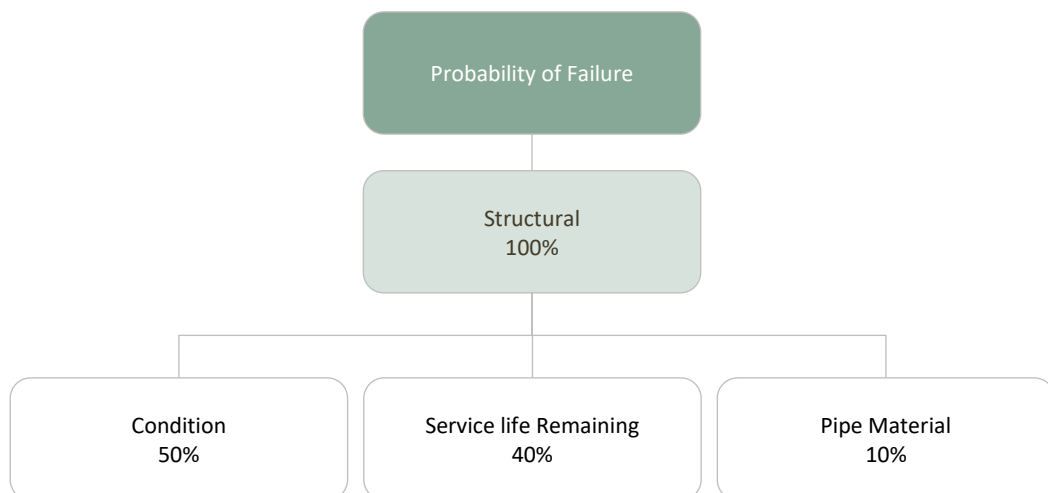 Probability of Failure
Structural
100%
Condition
50%
Service life Remaining
40%
Pipe Material
10%